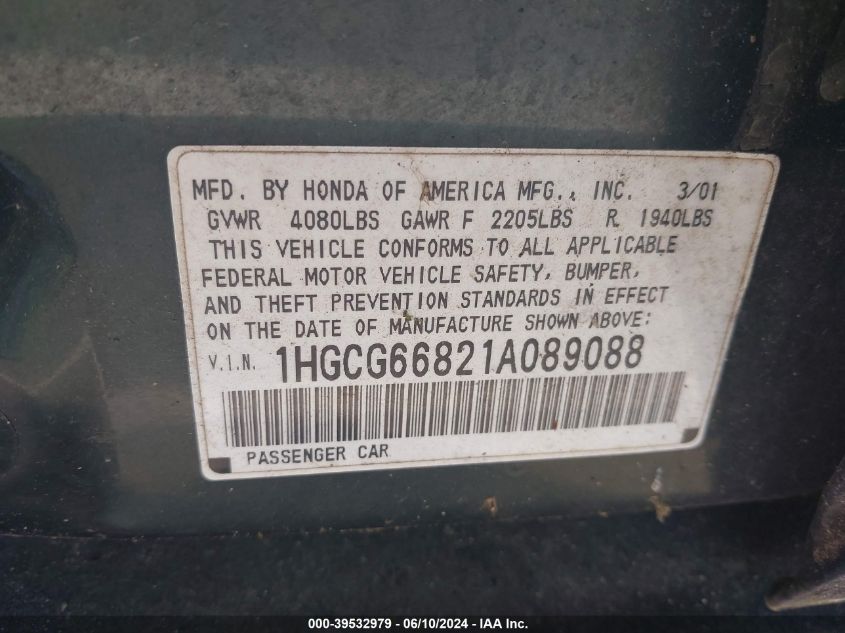 MFD. BY HONDA OF AMERICA MFG., INC. 3/01
GVWR 4080LBS GAWR F 2205LBS R 1940LBS
THIS VEHICLE CONFORMS TO ALL APPLICABLE
FEDERAL MOTOR VEHICLE SAFETY, BUMPER,
AND THEFT PREVENTION STANDARDS IN EFFECT
ON THE DATE OF MANUFACTURE SHOWN ABOVE:
V.I.N. 1HGCG66821A089088
PASSENGER CAR
000-39532979 - 06/10/2024 - IAA Inc.